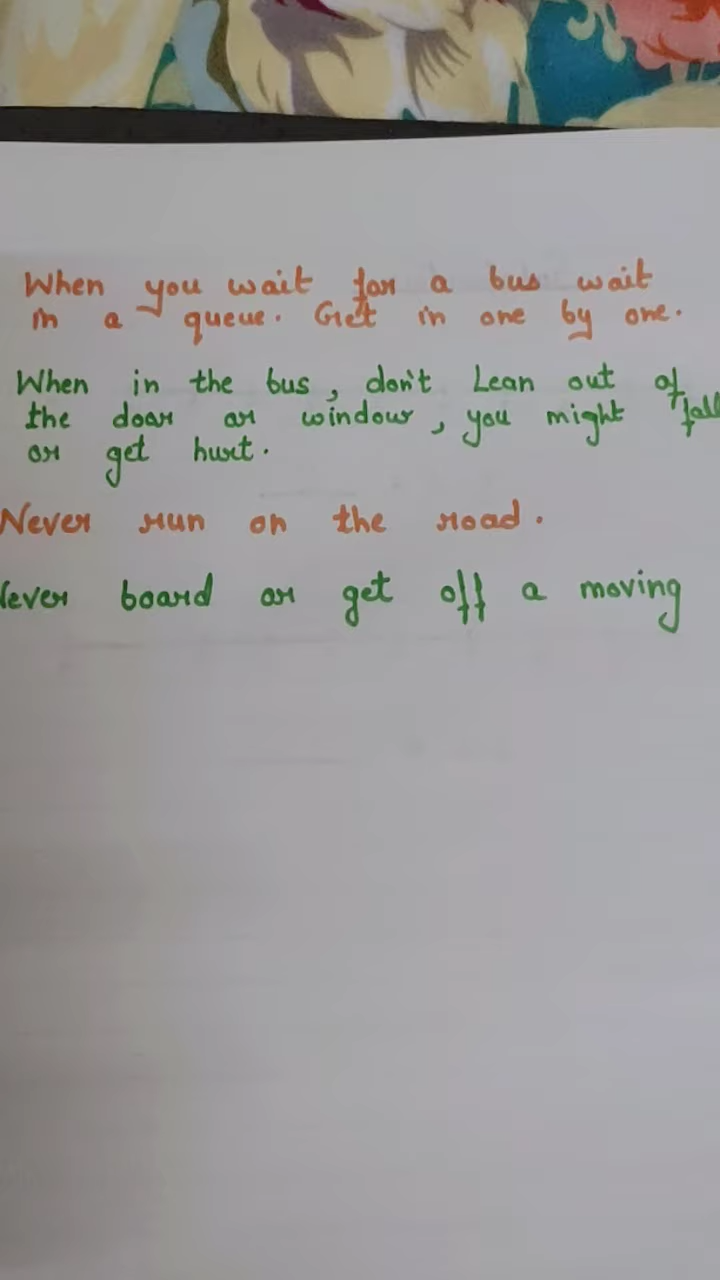 When you wait for a bus wait
in a queue. Get in one by one.
When in the bus, don't Lean out of
the door or window, you might fall
or get hurt.
Never run on the road.
Never board or get off a moving